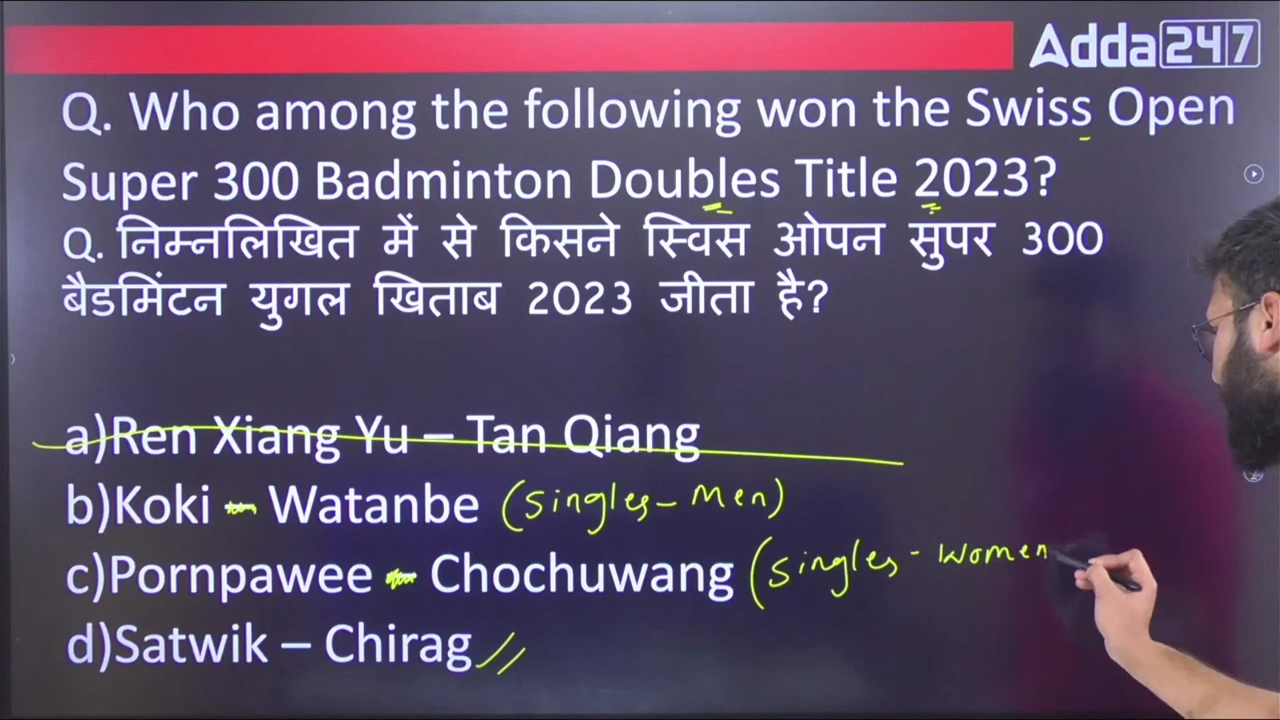 Adda247
Q. Who among the following won the Swiss Open
Super 300 Badminton Doubles Title 2023?
Q. निम्नलिखित में से किसने स्विस ओपन सुपर 300
बैडमिंटन युगल खिताब 2023 जीता है?
a)Ren Xiang Yu – Tan Qiang
b)Koki - Watanbe (Singles - Men)
c)Pornpawee - Chochuwang (Singles - Women
d)Satwik – Chirag